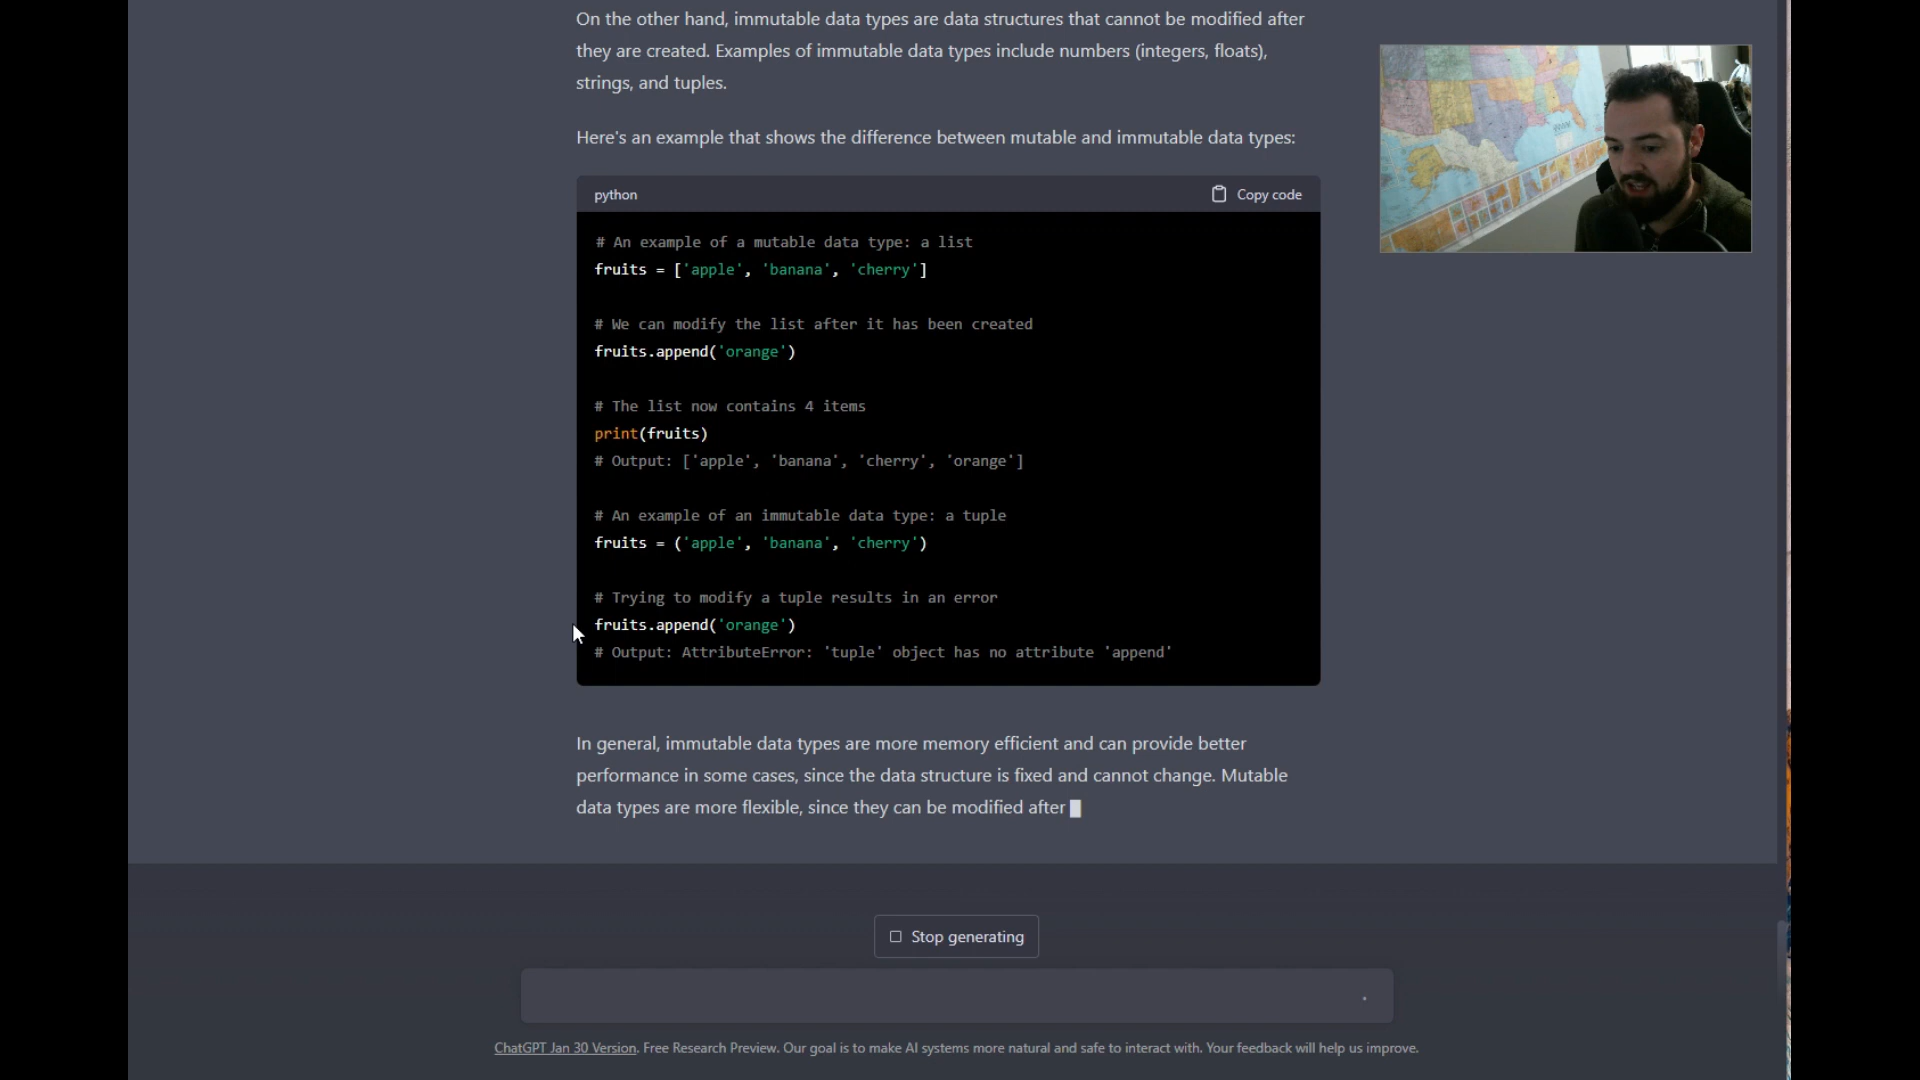 On the other hand, immutable data types are data structures that cannot be modified after
they are created. Examples of immutable data types include numbers (integers, floats),
strings, and tuples.
Here's an example that shows the difference between mutable and immutable data types:
python
Copy code
# An example of a mutable data type: a list
fruits = ['apple', 'banana', 'cherry']
# We can modify the list after it has been created
fruits.append('orange')
# The list now contains 4 items
print(fruits)
# Output: ['apple', 'banana', 'cherry', 'orange']
# An example of an immutable data type: a tuple
fruits = ('apple', 'banana', 'cherry')
# Trying to modify a tuple results in an error
fruits.append('orange')
# Output: AttributeError: 'tuple' object has no attribute 'append'
In general, immutable data types are more memory efficient and can provide better
performance in some cases, since the data structure is fixed and cannot change. Mutable
data types are more flexible, since they can be modified after
Stop generating
ChatGPT Jan 30 Version. Free Research Preview. Our goal is to make AI systems more natural and safe to interact with. Your feedback will help us improve.